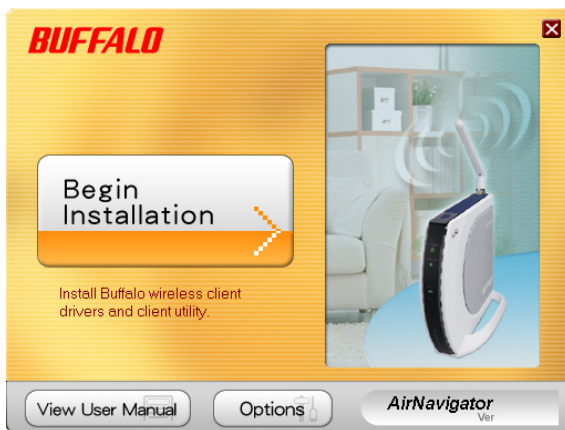 BUFFALO
Begin
Installation
Install Buffalo wireless client
drivers and client utility.
View User Manual
Options
AirNavigator
Ver